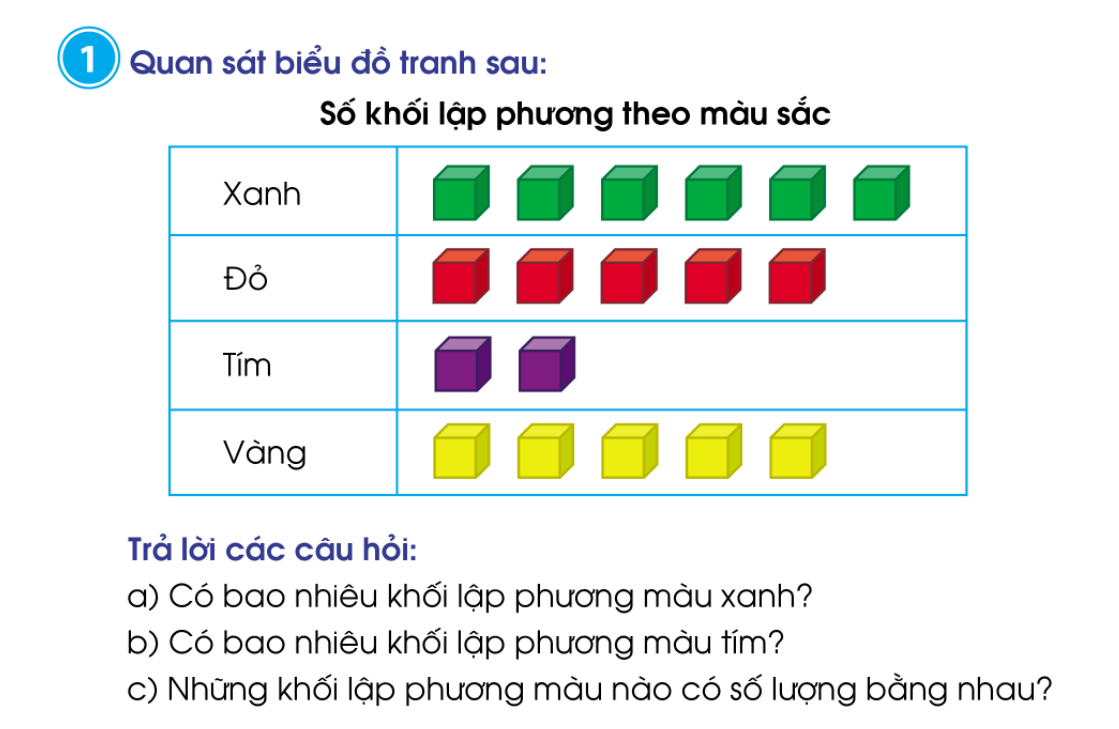 1 Quan sát biểu đồ tranh sau:
Số khối lập phương theo màu sắc
Xanh
Đỏ
Tím
Vàng
Trả lời các câu hỏi:
a) Có bao nhiêu khối lập phương màu xanh?
b) Có bao nhiêu khối lập phương màu tím?
c) Những khối lập phương màu nào có số lượng bằng nhau?